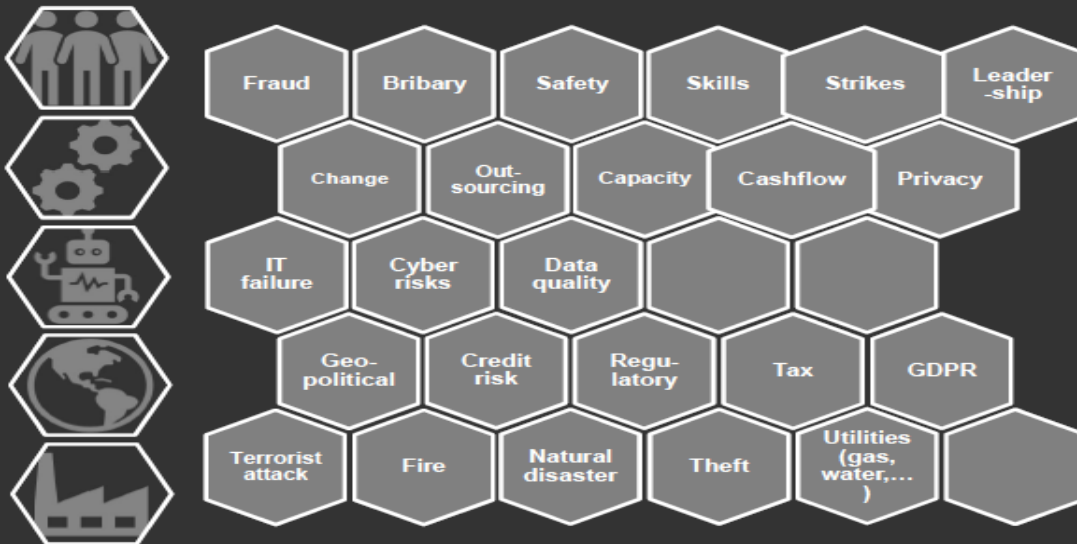 Fraud
Bribary
Safety
Skills
Strikes
Leader
-ship
Change
Out-
sourcing
Capacity
Cashflow
Privacy
IT
failure
Cyber
risks
Data
quality
Geo-
political
Credit
risk
Regu-
latory
Tax
GDPR
Terrorist
attack
Fire
Natural
disaster
Theft
Utilities
(gas,
water,...
)